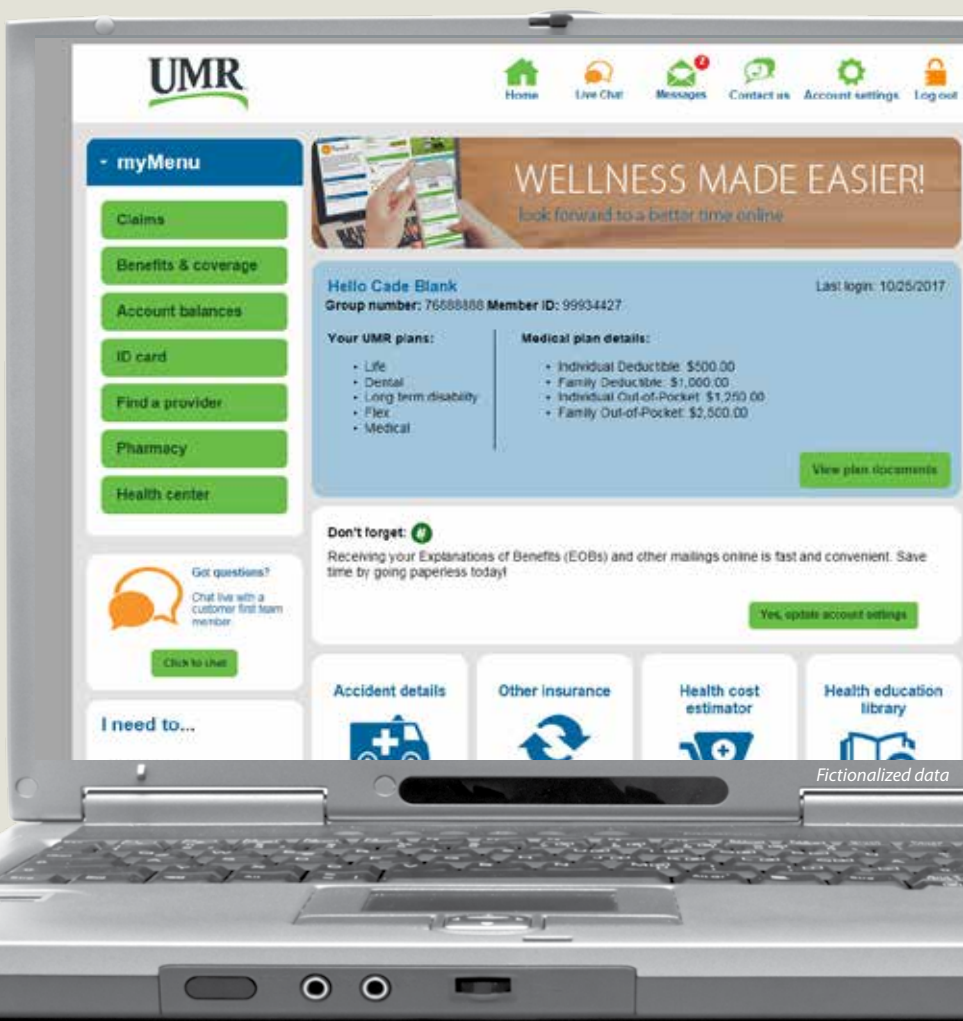 UMR
Home Live Chat Messages Contact us Account settings Log out
2
myMenu
Claims
Benefits & coverage
Account balances
ID card
Find a provider
Pharmacy
Health center
Got questions?
Chat live with a
customer first team
member
Click to chat
I need to...
WELLNESS MADE EASIER!
look forward to a better time online
Hello Cade Blank
Last login: 10/25/2017
Group number: 76688888 Member ID: 99934427
Your UMR plans:
• Life
• Dental
• Long term disability
• Flex
• Medical
Medical plan details:
• Individual Deductible: $500.00
• Family Deductible: $1,000.00
• Individual Out-of-Pocket: $1,250.00
• Family Out-of-Pocket: $2,500.00
View plan documents
Don't forget:
Receiving your Explanations of Benefits (EOBs) and other mailings online is fast and convenient. Save
time by going paperless today!
Yes, update account settings
Accident details
Other insurance
Health cost
estimator
Health education
library
Fictionalized data